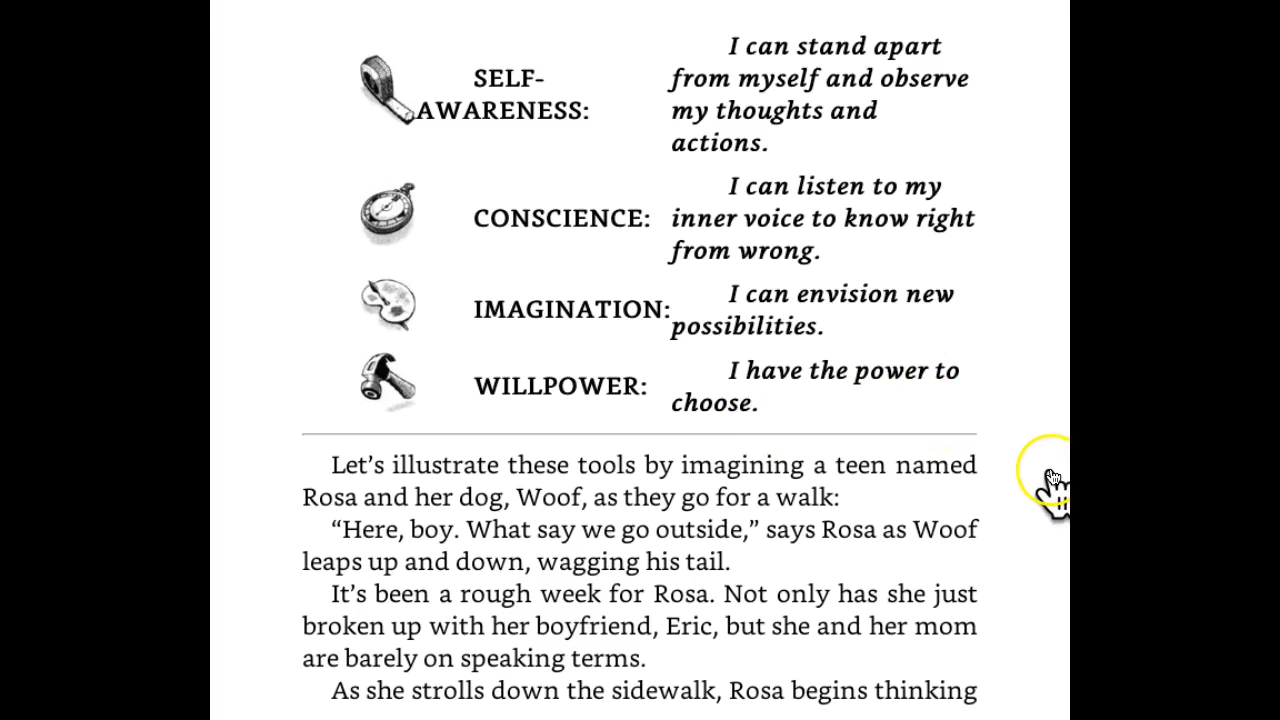 SELF-
AWARENESS:
I can stand apart
from myself and observe
my thoughts and
actions.
CONSCIENCE:
I can listen to my
inner voice to know right
from wrong.
IMAGINATION:
I can envision new
possibilities.
WILLPOWER:
I have the power to
choose.
Let’s illustrate these tools by imagining a teen named
Rosa and her dog, Woof, as they go for a walk:
“Here, boy. What say we go outside,” says Rosa as Woof
leaps up and down, wagging his tail.
It’s been a rough week for Rosa. Not only has she just
broken up with her boyfriend, Eric, but she and her mom
are barely on speaking terms.
As she strolls down the sidewalk, Rosa begins thinking